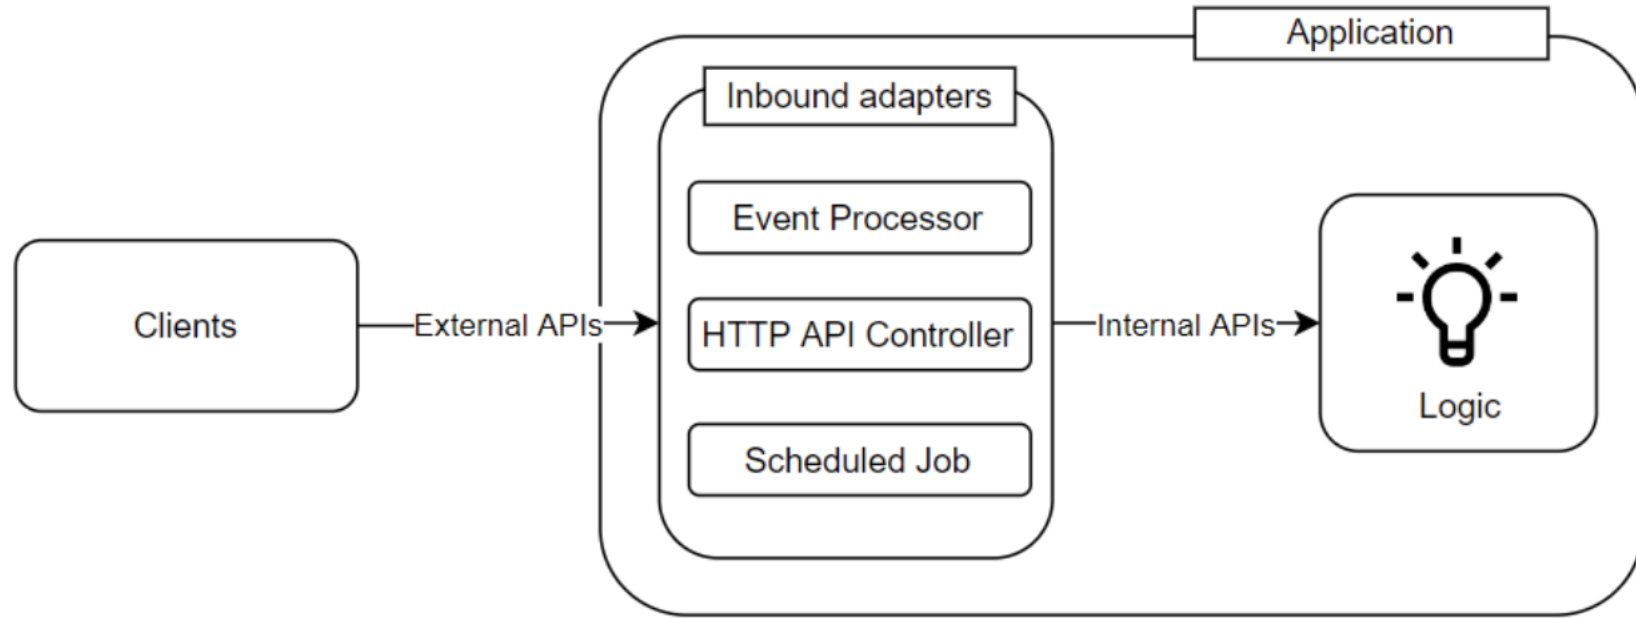 Application
Inbound adapters
Event Processor
Clients
External APIs
HTTP API Controller
Internal APIs
Logic
Scheduled Job